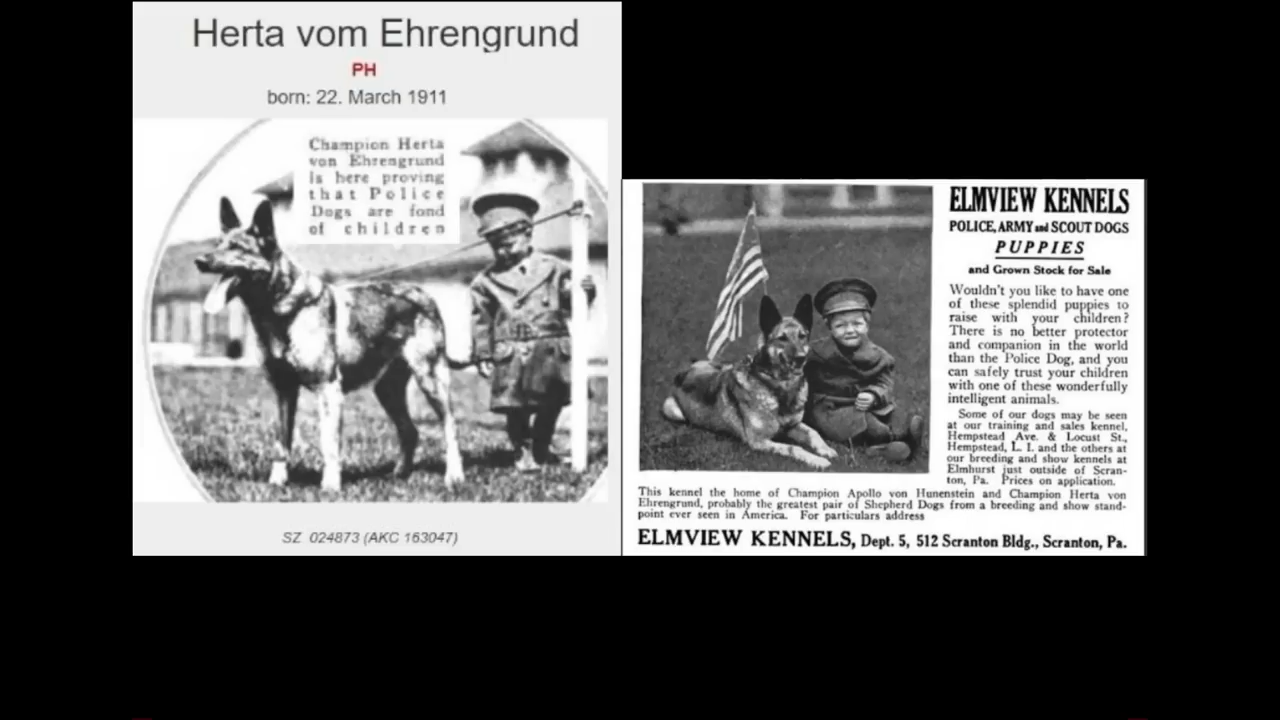 Herta vom Ehrengrund
PH
born: 22. March 1911
Champion Herta
von Ehrengrund
is here proving
that Police
Dogs are fond
of children
SZ 024873 (AKC 163047)
ELMVIEW KENNELS
POLICE, ARMY and SCOUT DOGS
PUPPIES
and Grown Stock for Sale
Wouldn't you like to have one
of these splendid puppies to
raise with your children?
There is no better protector
and companion in the world
than the Police Dog, and you
can safely trust your children
with one of these wonderfully
intelligent animals.
Some of our dogs may be seen
at our training and sales kennel,
Hempstead Ave. & Locust St.,
Hempstead, L. I. and the others at
our breeding and show kennels at
Elmhurst just outside of Scran-
ton, Pa. Prices on application.
This kennel the home of Champion Apollo von Hunenstein and Champion Herta von
Ehrengrund, probably the greatest pair of Shepherd Dogs from a breeding and show stand-
point ever seen in America. For particulars address
ELMVIEW KENNELS, Dept. 5, 512 Scranton Bldg., Scranton, Pa.